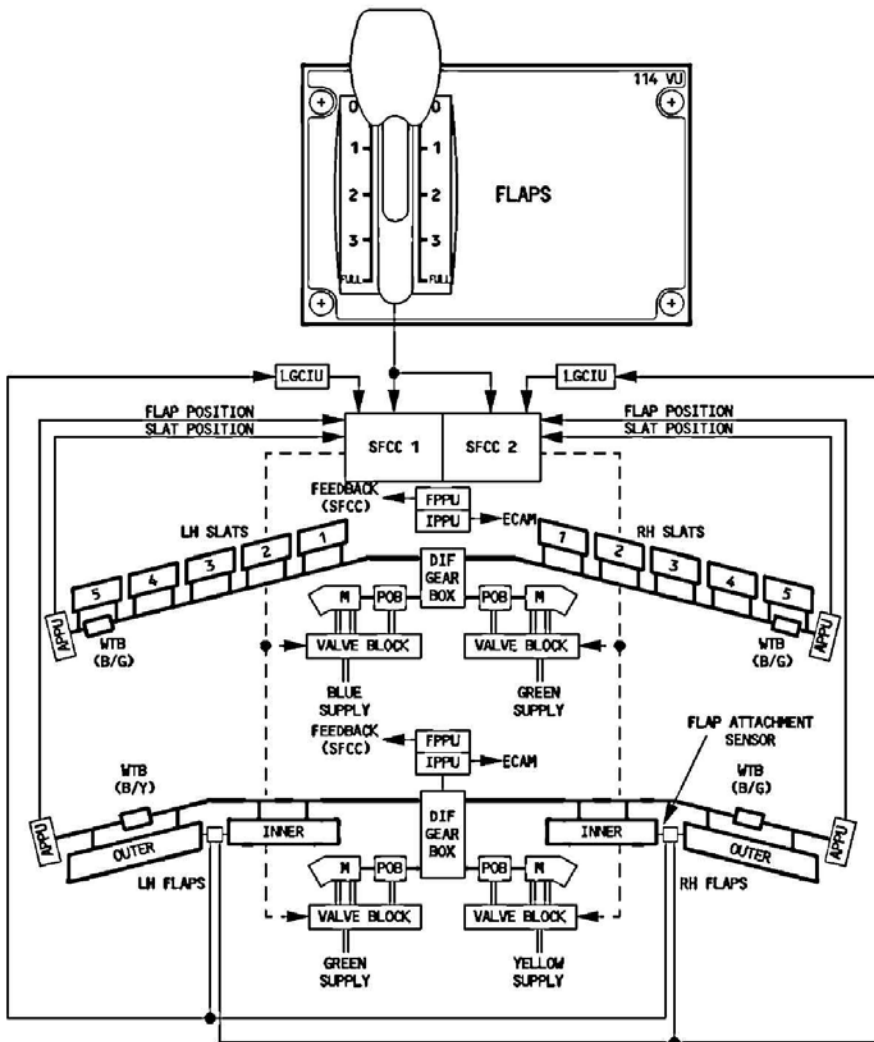 114 VU
0 0
1 1
2 2
3 3
FULL FULL
FLAPS
LGCIU LGCIU
FLAP POSITION
SLAT POSITION
SFCC 1 SFCC 2
FLAP POSITION
SLAT POSITION
FEEDBACK
(SFCC)
FPPU
IPPU
ECAM
LH SLATS
RH SLATS
5 4 3 2 1
1 2 3 4 5
DIF
GEAR
BOX
APPU
WTB
(B/G)
M POB
POB M
WTB
(B/G)
APPU
VALVE BLOCK
VALVE BLOCK
BLUE
SUPPLY
GREEN
SUPPLY
FEEDBACK
(SFCC)
FPPU
IPPU
ECAM
FLAP ATTACHMENT
SENSOR
WTB
(B/Y)
WTB
(B/G)
APPU
OUTER
INNER
DIF
GEAR
BOX
INNER
OUTER
APPU
LH FLAPS
M POB
POB M
RH FLAPS
VALVE BLOCK
VALVE BLOCK
GREEN
SUPPLY
YELLOW
SUPPLY